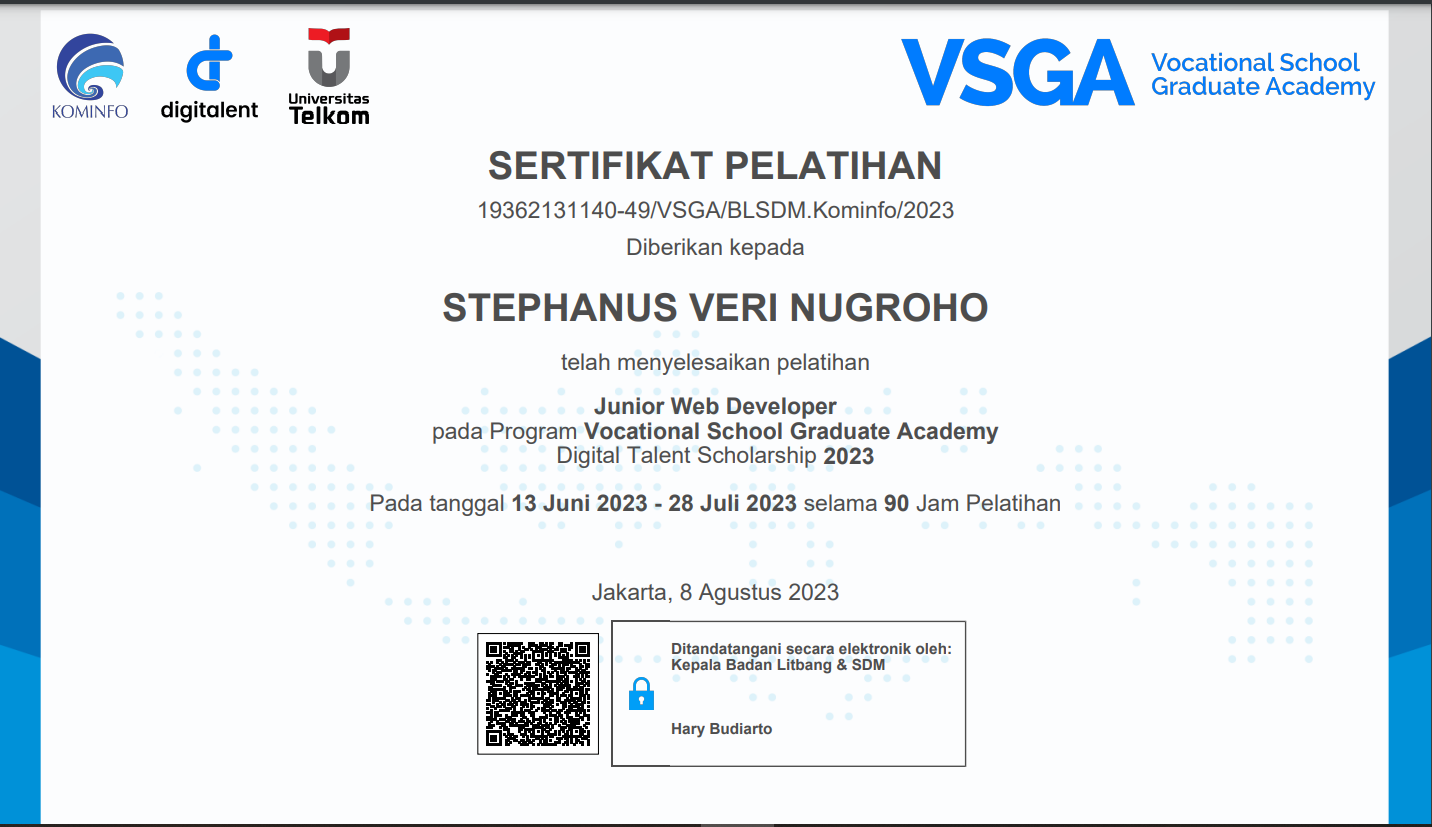 KOMINFO
digitalent
Universitas
Telkom
VSGA
Vocational School
Graduate Academy
SERTIFIKAT PELATIHAN
19362131140-49/VSGA/BLSDM.Kominfo/2023
Diberikan kepada
STEPHANUS VERI NUGROHO
telah menyelesaikan pelatihan
Junior Web Developer
pada Program Vocational School Graduate Academy
Digital Talent Scholarship 2023
Pada tanggal 13 Juni 2023 - 28 Juli 2023 selama 90 Jam Pelatihan
Jakarta, 8 Agustus 2023
Ditandatangani secara elektronik oleh:
Kepala Badan Litbang & SDM
Hary Budiarto